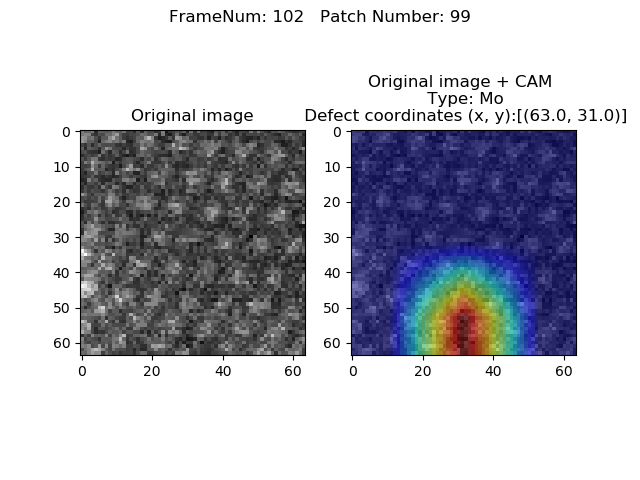 FrameNum: 102   Patch Number: 99
Original image
Original image + CAM
Type: Mo
Defect coordinates (x, y):[(63.0, 31.0)]
0
10
20
30
40
50
60
0 20 40 60
0
10
20
30
40
50
60
0 20 40 60